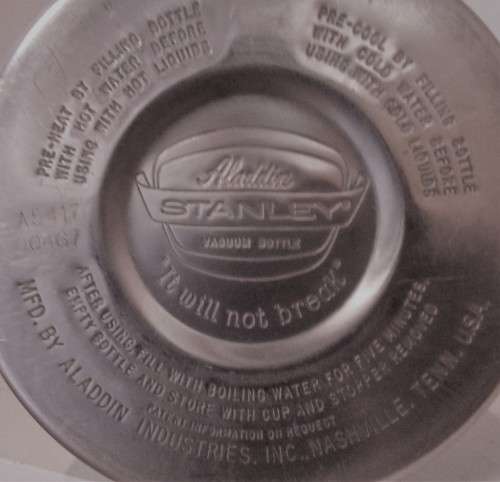 PRE-HEAT BY FILLING BOTTLE
WITH HOT WATER BEFORE
USING WITH HOT LIQUIDS
PRE-COOL BY FILLING BOTTLE
WITH COLD WATER BEFORE
USING WITH COLD LIQUIDS
Aladdin
STANLEY
VACUUM BOTTLE
"It will not break"
AFTER USING, FILL WITH BOILING WATER FOR FIVE MINUTES.
EMPTY BOTTLE AND STORE WITH CUP AND STOPPER REMOVED
PATENT INFORMATION ON REQUEST
MFD. BY ALADDIN INDUSTRIES, INC., NASHVILLE, TENN. U.S.A.